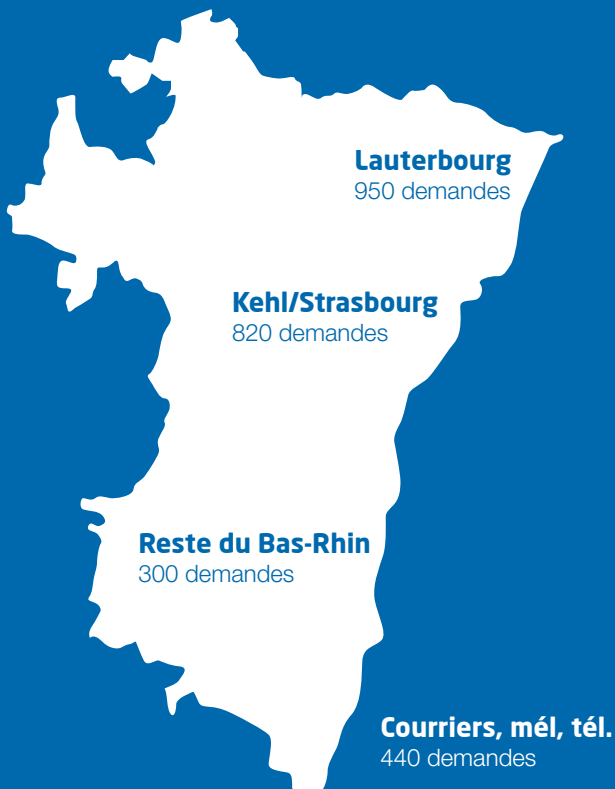 Lauterbourg
950 demandes
Kehl/Strasbourg
820 demandes
Reste du Bas-Rhin
300 demandes
Courriers, mél, tél.
440 demandes